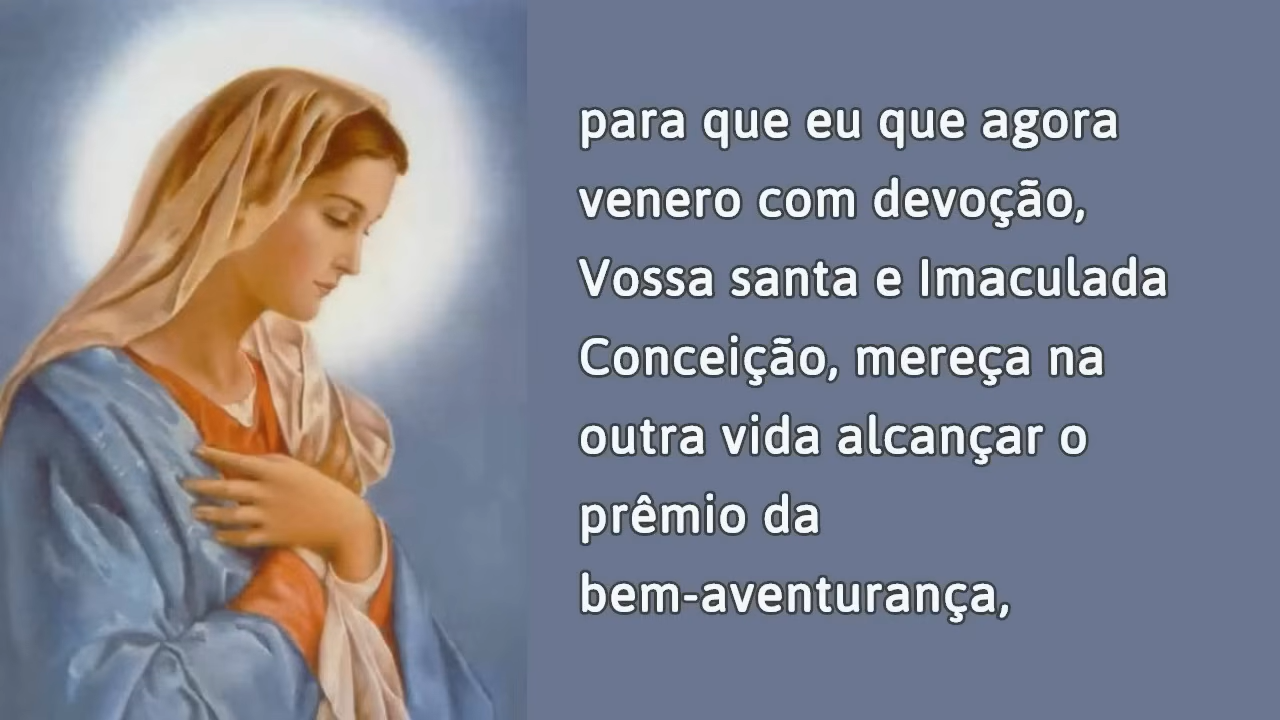 para que eu que agora
venero com devoção,
Vossa santa e Imaculada
Conceição, mereça na
outra vida alcançar o
prêmio da
bem-aventurança,